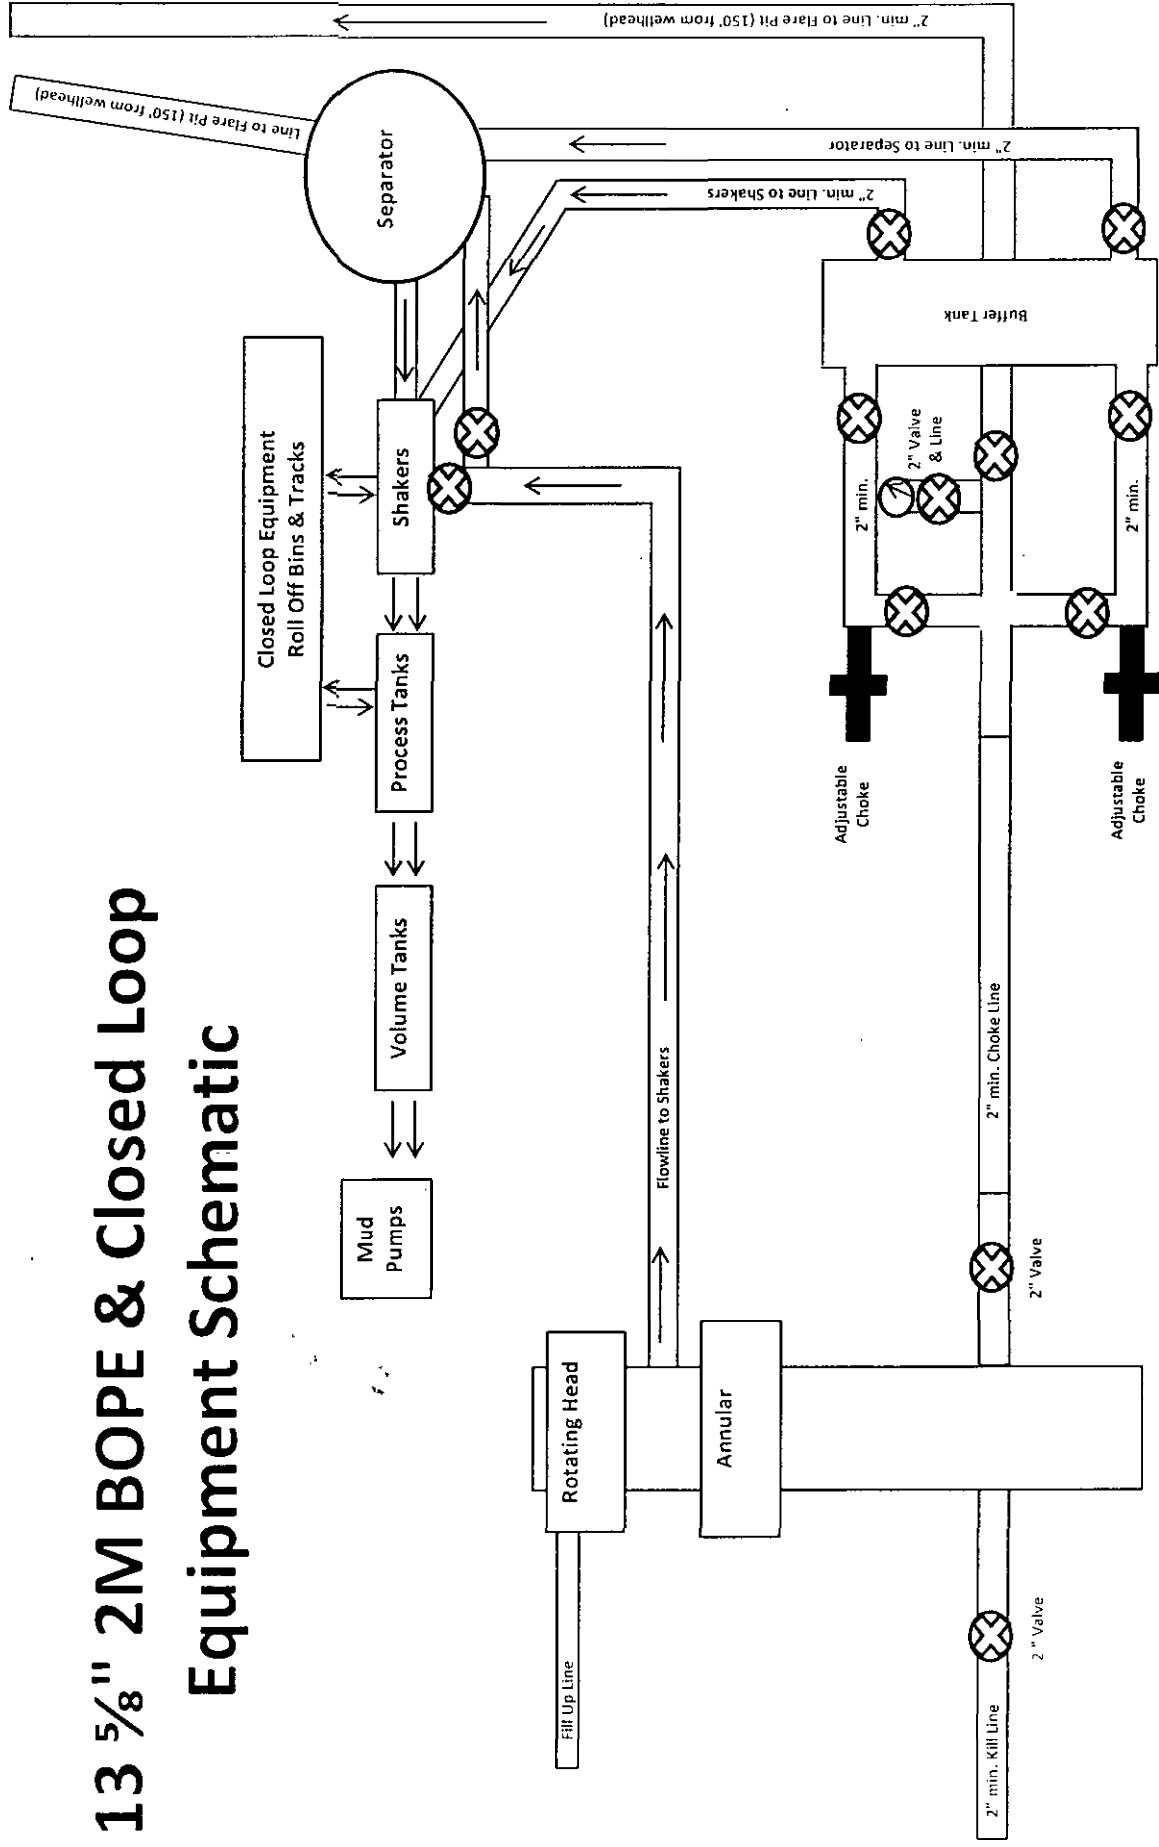 13 ⅝" 2M BOPE & Closed Loop
Equipment Schematic
Closed Loop Equipment
Roll Off Bins & Tracks
Mud
Pumps
Volume Tanks
Process Tanks
Shakers
Separator
Line to Flare Pit (150' from wellhead)
2" min. Line to Flare Pit (150' from wellhead)
Fill Up Line
Rotating Head
Annular
Flowline to Shakers
2" min. Line to Shakers
2" min. Line to Separator
2" min. Kill Line
2" Valve
2" Valve
2" min. Choke Line
Adjustable
Choke
Adjustable
Choke
2" min.
2" Valve
& Line
2" min.
Buffer Tank